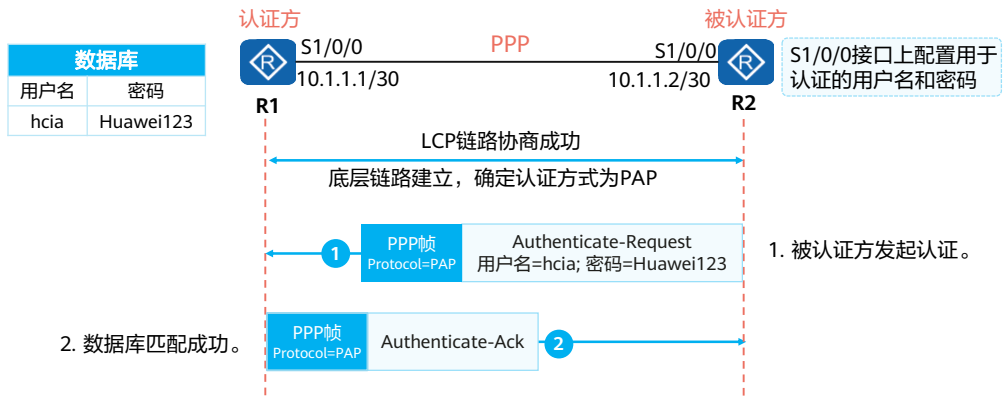 认证方
被认证方
数据库
用户名 密码
hcia Huawei123
S1/0/0 PPP S1/0/0
10.1.1.1/30 10.1.1.2/30
R R
R1 R2
S1/0/0接口上配置用于
认证的用户名和密码
LCP链路协商成功
底层链路建立，确定认证方式为PAP
1
PPP帧
Protocol=PAP
Authenticate-Request
用户名=hcia; 密码=Huawei123
1. 被认证方发起认证。
2. 数据库匹配成功。
PPP帧
Protocol=PAP
Authenticate-Ack
2